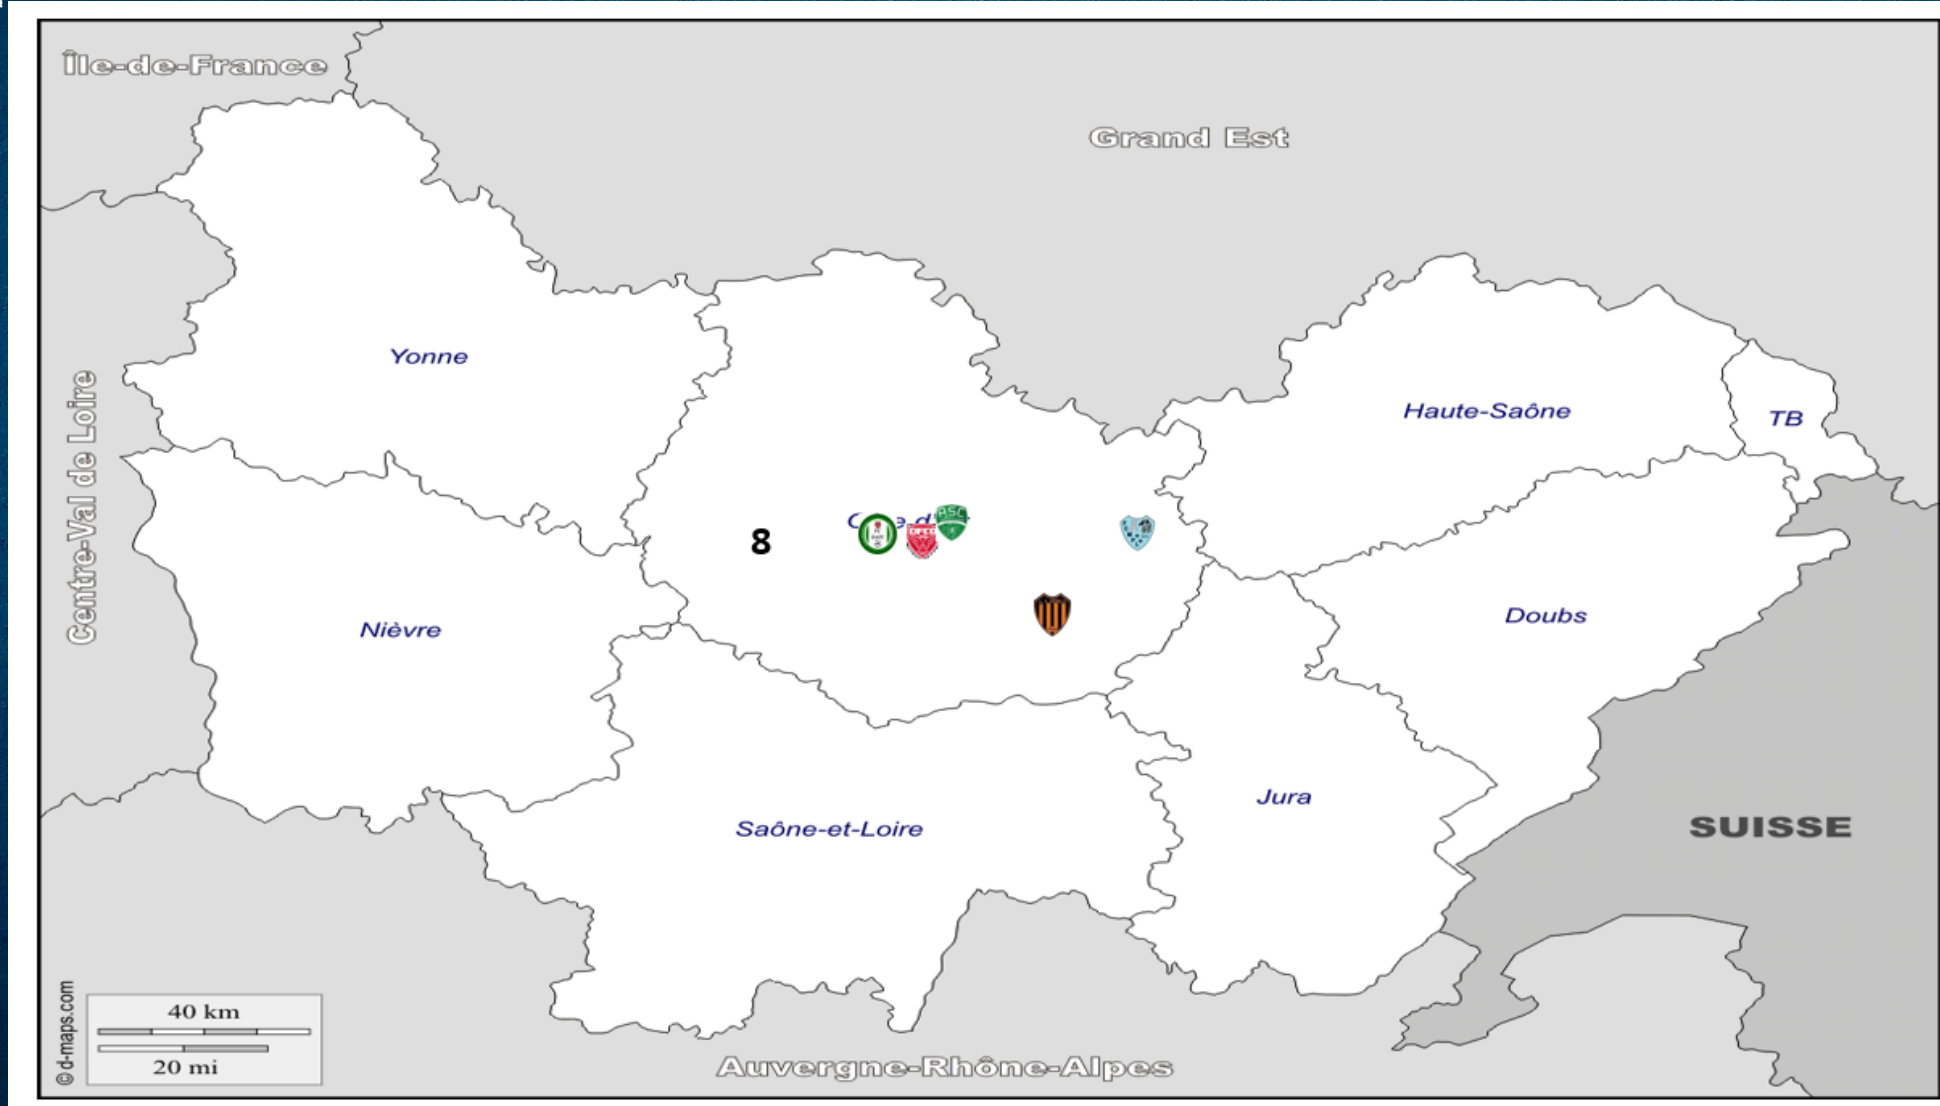 Île-de-France
Grand Est
Yonne
Haute-Saône
TB
Centre-Val de Loire
8
ASC
Nièvre
Doubs
Jura
Saône-et-Loire
SUISSE
40 km
20 mi
© d-maps.com
Auvergne-Rhône-Alpes